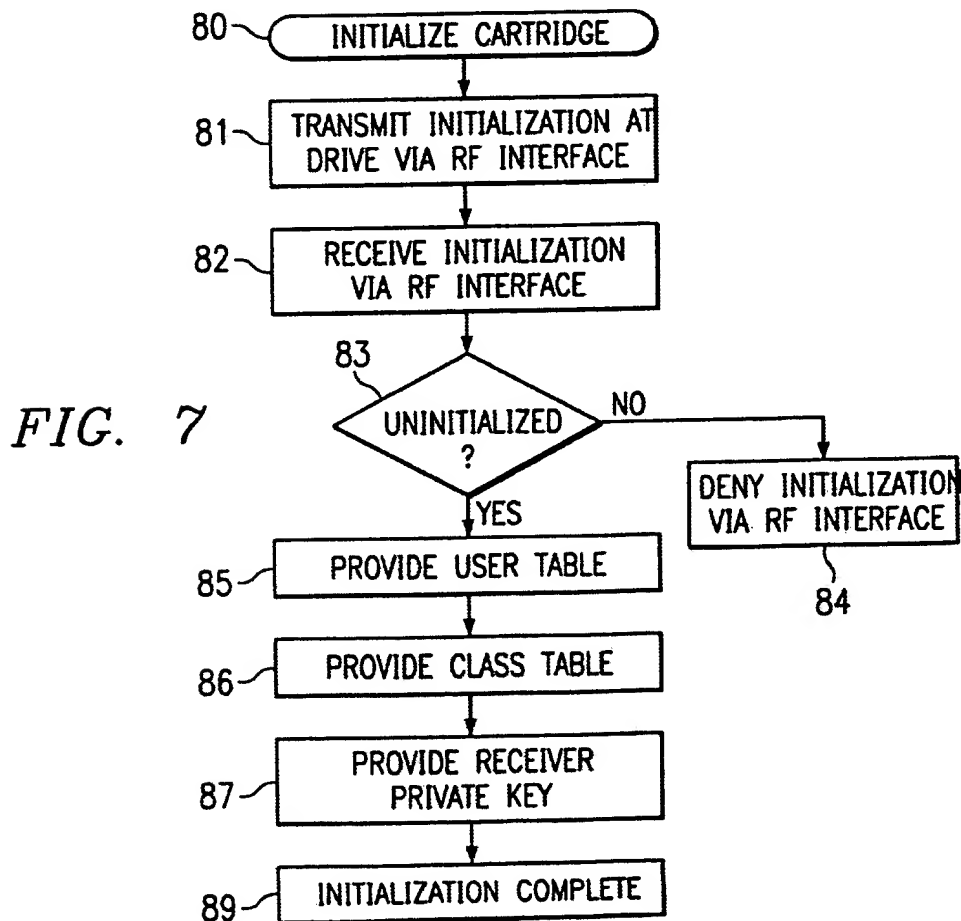 80
INITIALIZE CARTRIDGE
81
TRANSMIT INITIALIZATION AT
DRIVE VIA RF INTERFACE
82
RECEIVE INITIALIZATION
VIA RF INTERFACE
83
UNINITIALIZED
?
NO
YES
FIG. 7
DENY INITIALIZATION
VIA RF INTERFACE
84
85
PROVIDE USER TABLE
86
PROVIDE CLASS TABLE
87
PROVIDE RECEIVER
PRIVATE KEY
89
INITIALIZATION COMPLETE